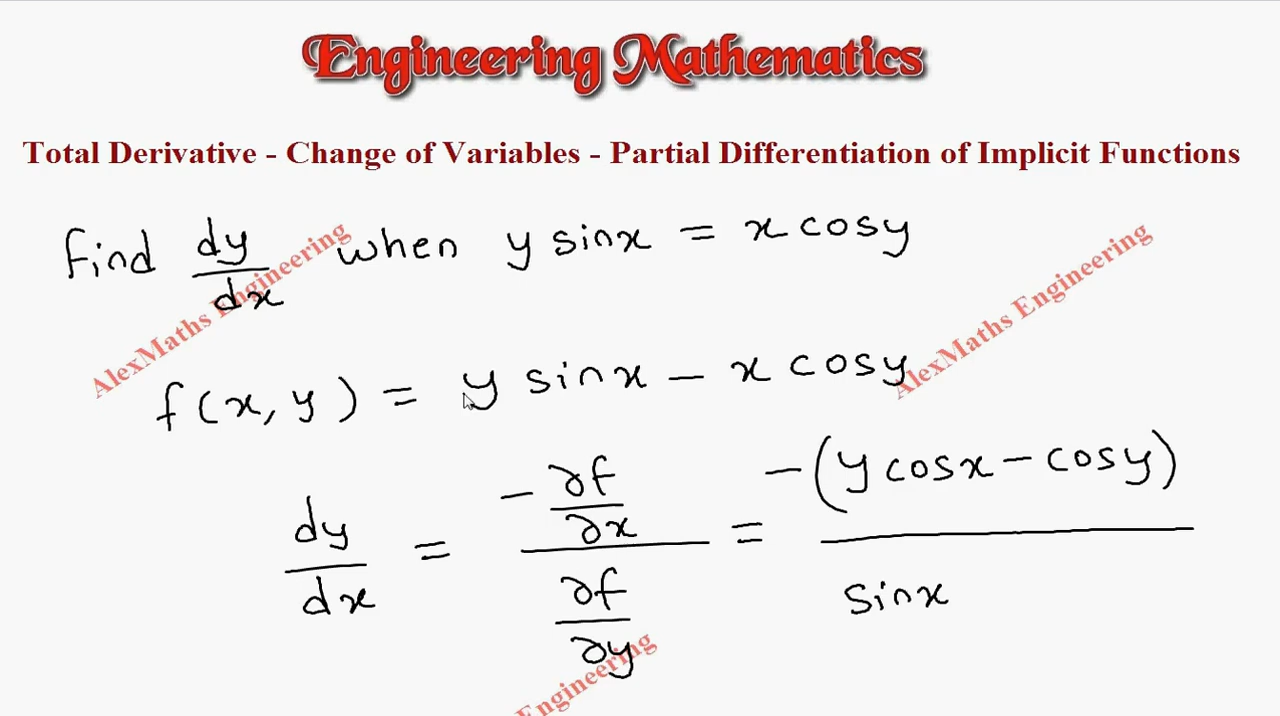 Engineering Mathematics
Total Derivative - Change of Variables - Partial Differentiation of Implicit Functions
Find dy/dx when y sinx = x cosy
AlexMaths Engineering
AlexMaths Engineering
f(x, y) = y sinx - x cosy
dy/dx = -∂f/∂x / ∂f/∂y = -(y cosx - cosy) / sinx
Engineering